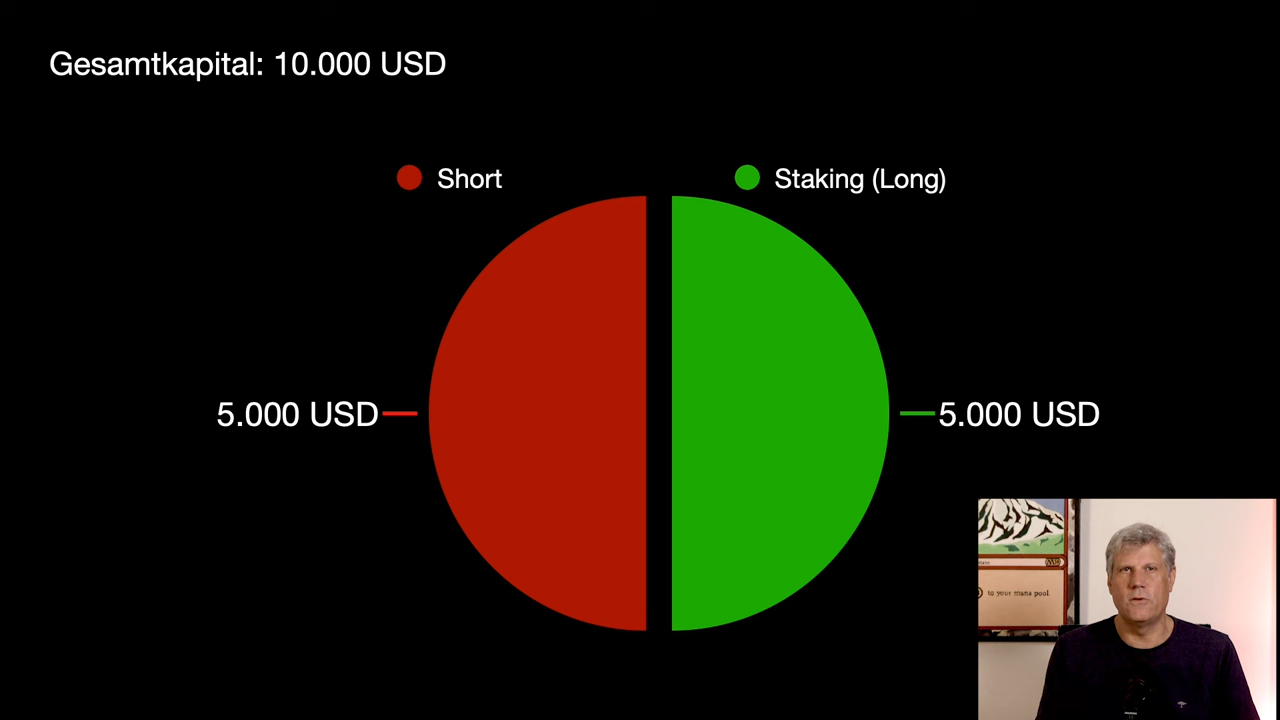 Gesamtkapital: 10.000 USD
Short
Staking (Long)
5.000 USD
5.000 USD
to your mana pool.